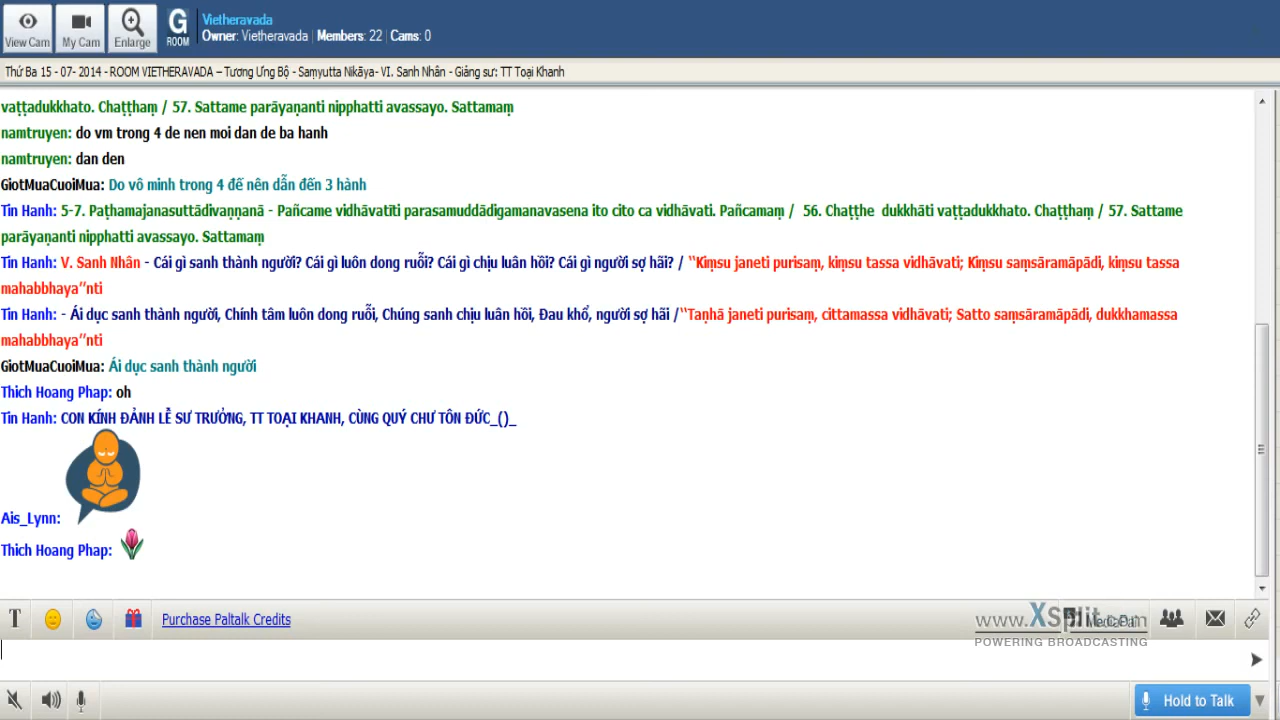 View Cam
My Cam
Enlarge
G
ROOM
Vietheravada
Owner: Vietheravada | Members: 22 | Cams: 0
Thứ Ba 15 - 07- 2014 - ROOM VIETHERAVADA – Tương Ưng Bộ - Saṃyutta Nikāya- VI. Sanh Nhân - Giảng sư: TT Toại Khanh
vaṭṭadukkhato. Chaṭṭhaṃ / 57. Sattame parāyaṇanti nipphatti avassayo. Sattamaṃ
namtruyen: do vm trong 4 de nen moi dan de ba hanh
namtruyen: dan den
GiotMuaCuoiMua: Do vô minh trong 4 đế nên dẫn đến 3 hành
Tin Hanh: 5-7. Paṭhamajanasuttādivaṇṇanā - Pañcame vidhāvatīti parasamuddādigamanavasena ito cito ca vidhāvati. Pañcamaṃ / 56. Chaṭṭhe dukkhāti vaṭṭadukkhato. Chaṭṭhaṃ / 57. Sattame
parāyaṇanti nipphatti avassayo. Sattamaṃ
Tin Hanh: V. Sanh Nhân - Cái gì sanh thành người? Cái gì luôn dong ruỗi? Cái gì chịu luân hồi? Cái gì người sợ hãi? / ‘‘Kiṃsu janeti purisaṃ, kiṃsu tassa vidhāvati; Kiṃsu saṃsāramāpādi, kiṃsu tassa
mahabbhaya’’nti
Tin Hanh: - Ái dục sanh thành người, Chính tâm luôn dong ruỗi, Chúng sanh chịu luân hồi, Đau khổ, người sợ hãi /‘‘Taṇhā janeti purisaṃ, cittamassa vidhāvati; Satto saṃsāramāpādi, dukkhamassa
mahabbhaya’’nti
GiotMuaCuoiMua: Ái dục sanh thành người
Thich Hoang Phap: oh
Tin Hanh: CON KÍNH ĐẢNH LỄ SƯ TRƯỞNG, TT TOẠI KHANH, CÙNG QUÝ CHƯ TÔN ĐỨC_()_
Ais_Lynn:
Thich Hoang Phap:
T
Purchase Paltalk Credits
www.XSplit.com
POWERING BROADCASTING
Hold to Talk